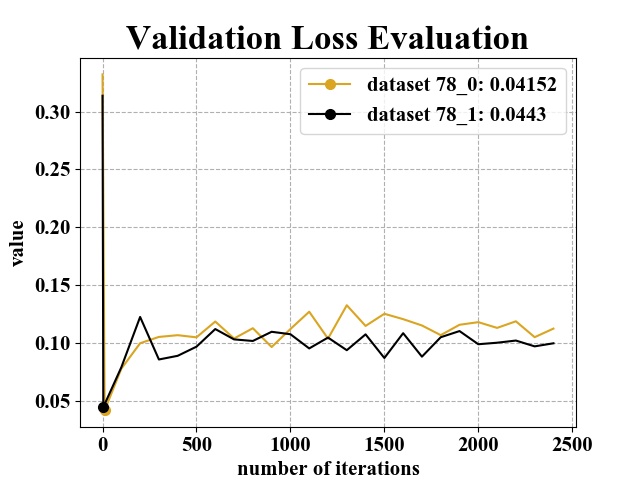 Validation Loss Evaluation
dataset 78_0: 0.04152
dataset 78_1: 0.0443
0.30
0.25
0.20
0.15
0.10
0.05
value
0 500 1000 1500 2000 2500
number of iterations